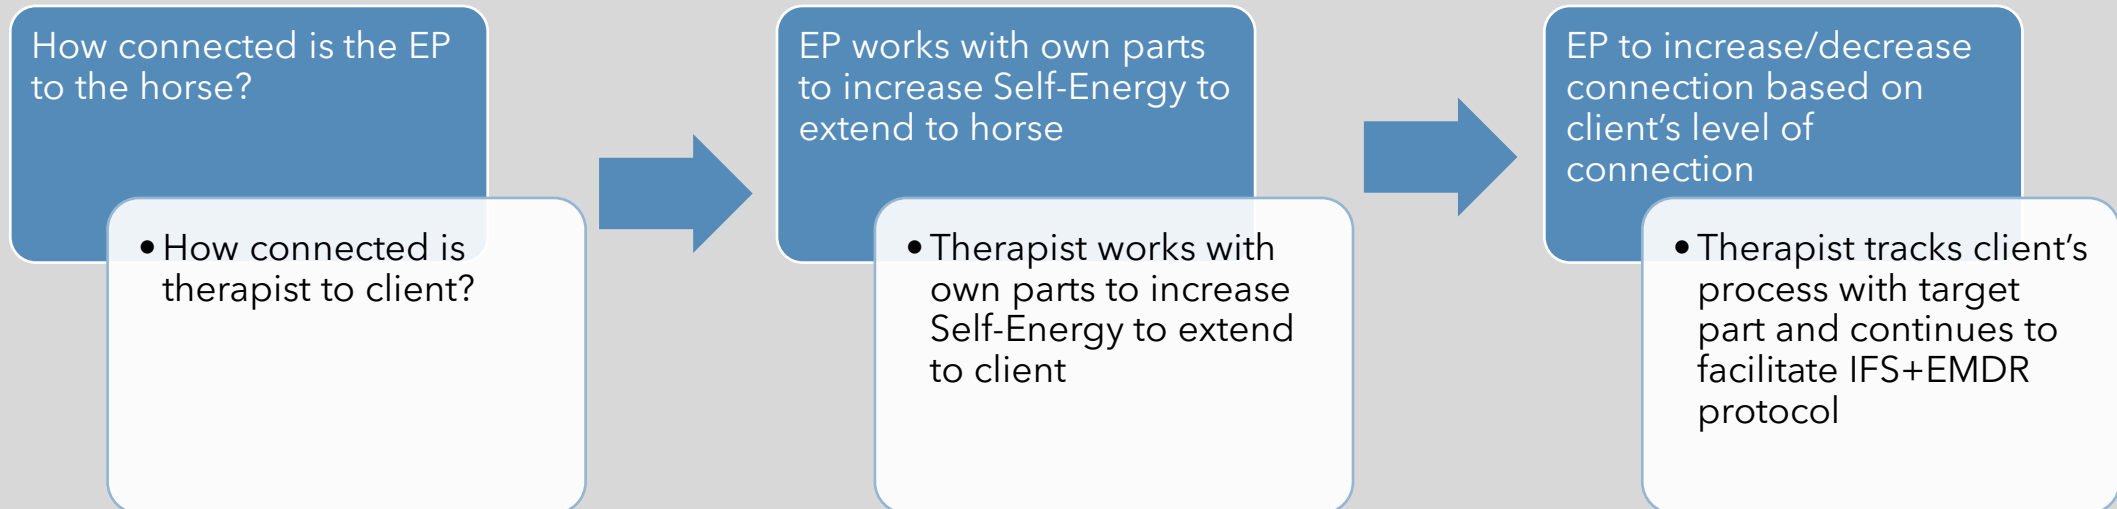 How connected is the EP
to the horse?
• How connected is
therapist to client?
EP works with own parts
to increase Self-Energy to
extend to horse
• Therapist works with
own parts to increase
Self-Energy to extend
to client
EP to increase/decrease
connection based on
client’s level of
connection
• Therapist tracks client’s
process with target
part and continues to
facilitate IFS+EMDR
protocol